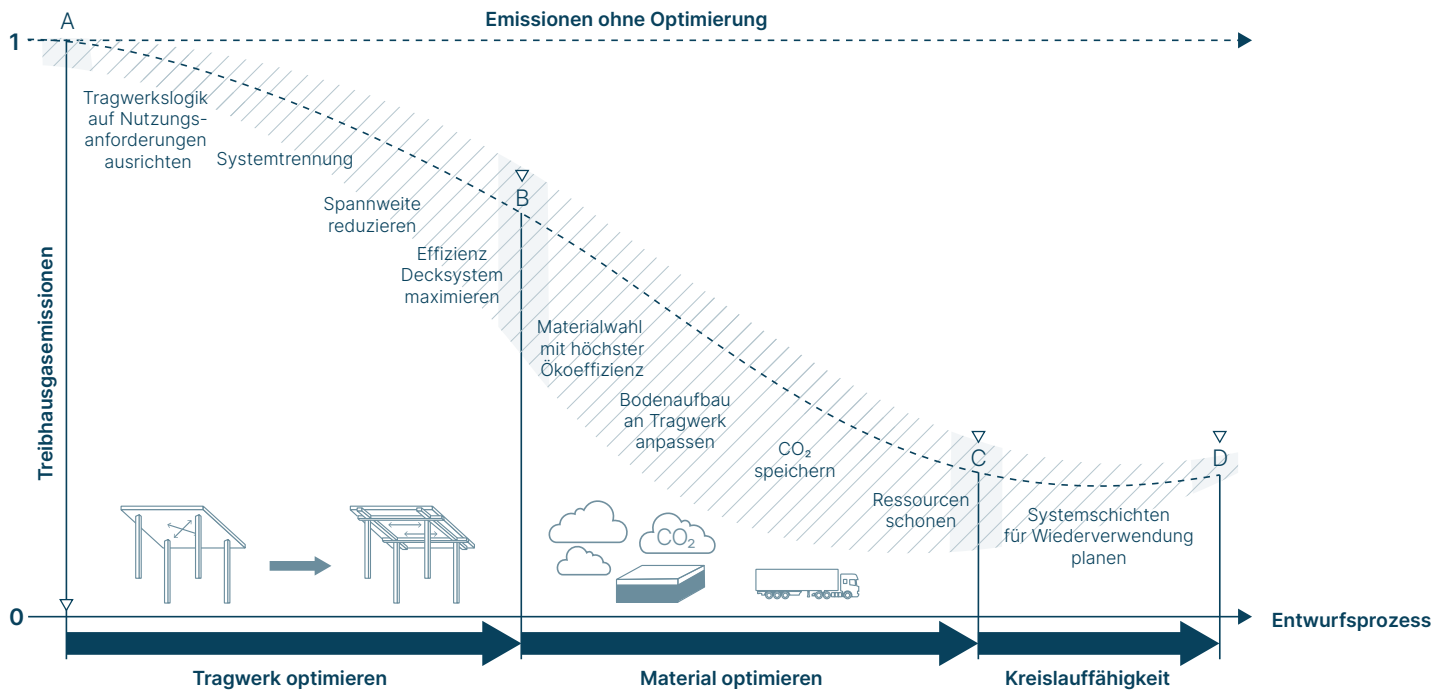 Emissionen ohne Optimierung
A
1
Tragwerkslogik
auf Nutzungs-
anforderungen
ausrichten
Systemtrennung
Spannweite
reduzieren
Effizienz
Decksystem
maximieren
B
Materialwahl
mit höchster
Ökoeffizienz
Bodenaufbau
an Tragwerk
anpassen
CO₂
speichern
Ressourcen
schonen
C
Systemschichten
für Wiederverwendung
planen
D
Treibhausgasemissionen
CO₂
0
Entwurfsprozess
Tragwerk optimieren
Material optimieren
Kreislauffähigkeit